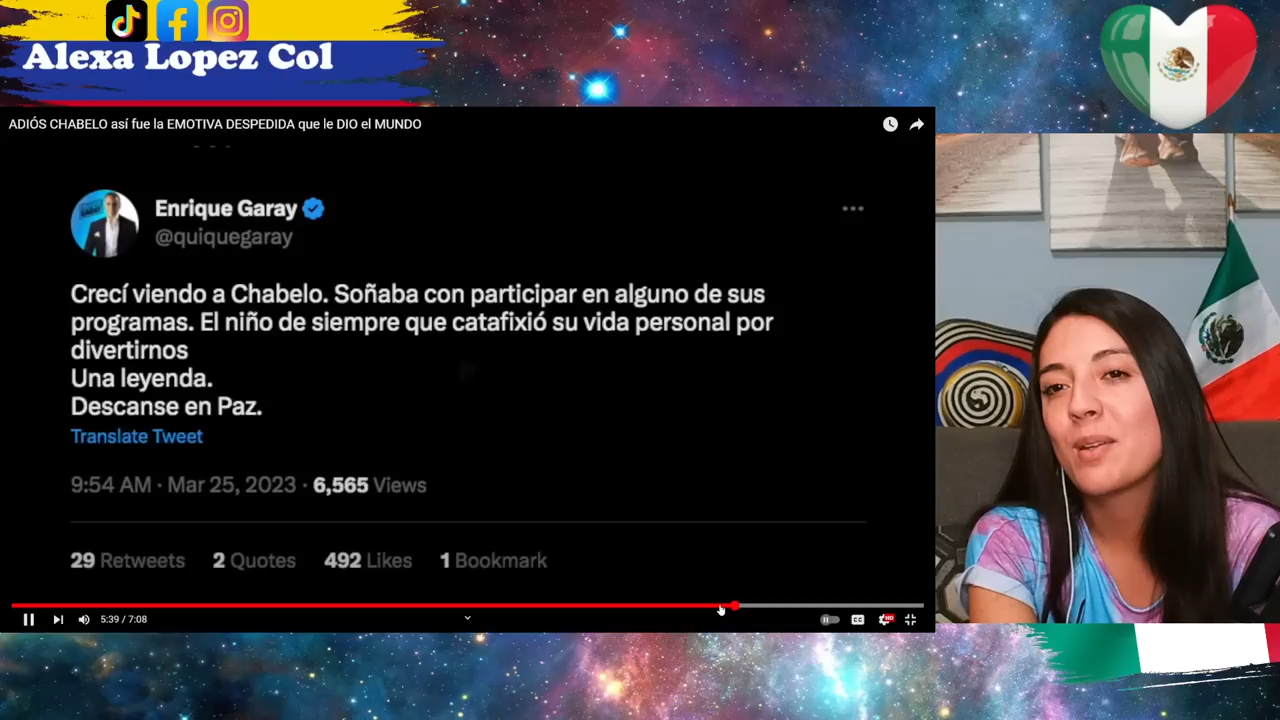 Alexa Lopez Col
ADIÓS CHABELO así fue la EMOTIVA DESPEDIDA que le DIO el MUNDO
Enrique Garay
@quiquegaray
Crecí viendo a Chabelo. Soñaba con participar en alguno de sus
programas. El niño de siempre que catafixió su vida personal por
divertirnos
Una leyenda.
Descanse en Paz.
Translate Tweet
9:54 AM · Mar 25, 2023 · 6,565 Views
29 Retweets 2 Quotes 492 Likes 1 Bookmark
5:39 / 7:08
CC
HD